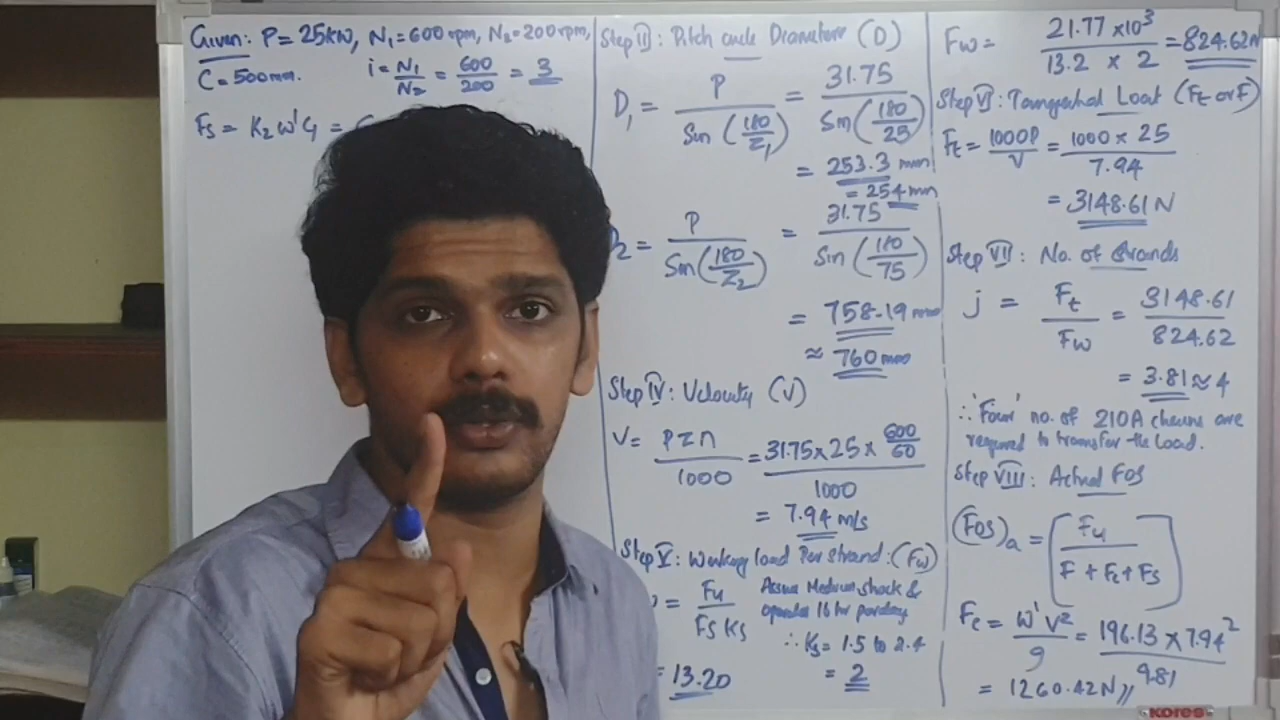 Given: P = 25kW, N₁ = 600 rpm, N₂ = 200 rpm,
C = 500mm. i = N₁/N₂ = 600/200 = 3
Fs = K₂ w' C₁ =
Step III: Pitch circle Diameter (D)
D₁ = P / Sin(180/Z₁) = 31.75 / Sin(180/25)
= 253.3 mm
= 254 mm
2 = P / Sin(180/Z₂) = 31.75 / Sin(180/75)
= 758.19 mm
≈ 760 mm
Step IV: Velocity (V)
V = PZn / 1000 = 31.75 × 25 × 600/60 / 1000
= 7.94 m/s
Step V: Working load Per strand: (Fw)
= Fu / Fs Ks Assume Medium shock &
operates 16 hr per day
∴ Ks = 1.5 to 2.4
= 13.20 = 2
Fw = 21.77 × 10³ / 13.2 × 2 = 824.62N
Step VI: Tangential Load (Ft or F)
Ft = 1000P / V = 1000 × 25 / 7.94
= 3148.61 N
Step VII: No. of Strands
j = Ft / Fw = 3148.61 / 824.62
= 3.81 ≈ 4
∴ 'Four' no. of 210A chains are
required to transfer the load.
Step VIII: Actual FOS
(FOS)a = [Fu / F + Fc + Fs]
Fc = w' V² / g = 196.13 × 7.94² / 9.81
= 1260.42N //
kores